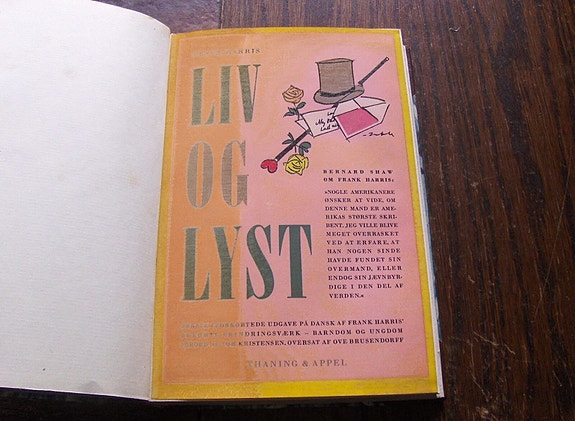 HARRIS
LIV
OG
LYST
BERNARD SHAW
OM FRANK HARRIS:
»NOGLE AMERIKANERE
ØNSKER AT VIDE, OM
DENNE MAND ER AME-
RIKAS STØRSTE SKRI-
BENT. JEG VILLE BLIVE
MEGET OVERRASKET
VED AT ERFARE, AT
HAN NOGEN SINDE
HAVDE FUNDET SIN
OVERMAND, ELLER
ENDOG SIN JÆVNBYR-
DIGE I DEN DEL AF
VERDEN.«
UDGAVE PÅ DANSK AF FRANK HARRIS'
ERINDRINGSVÆRK – BARNDOM OG UNGDOM
KRISTENSEN, OVERSAT AF OVE BRUSENDORFF
THANING & APPEL